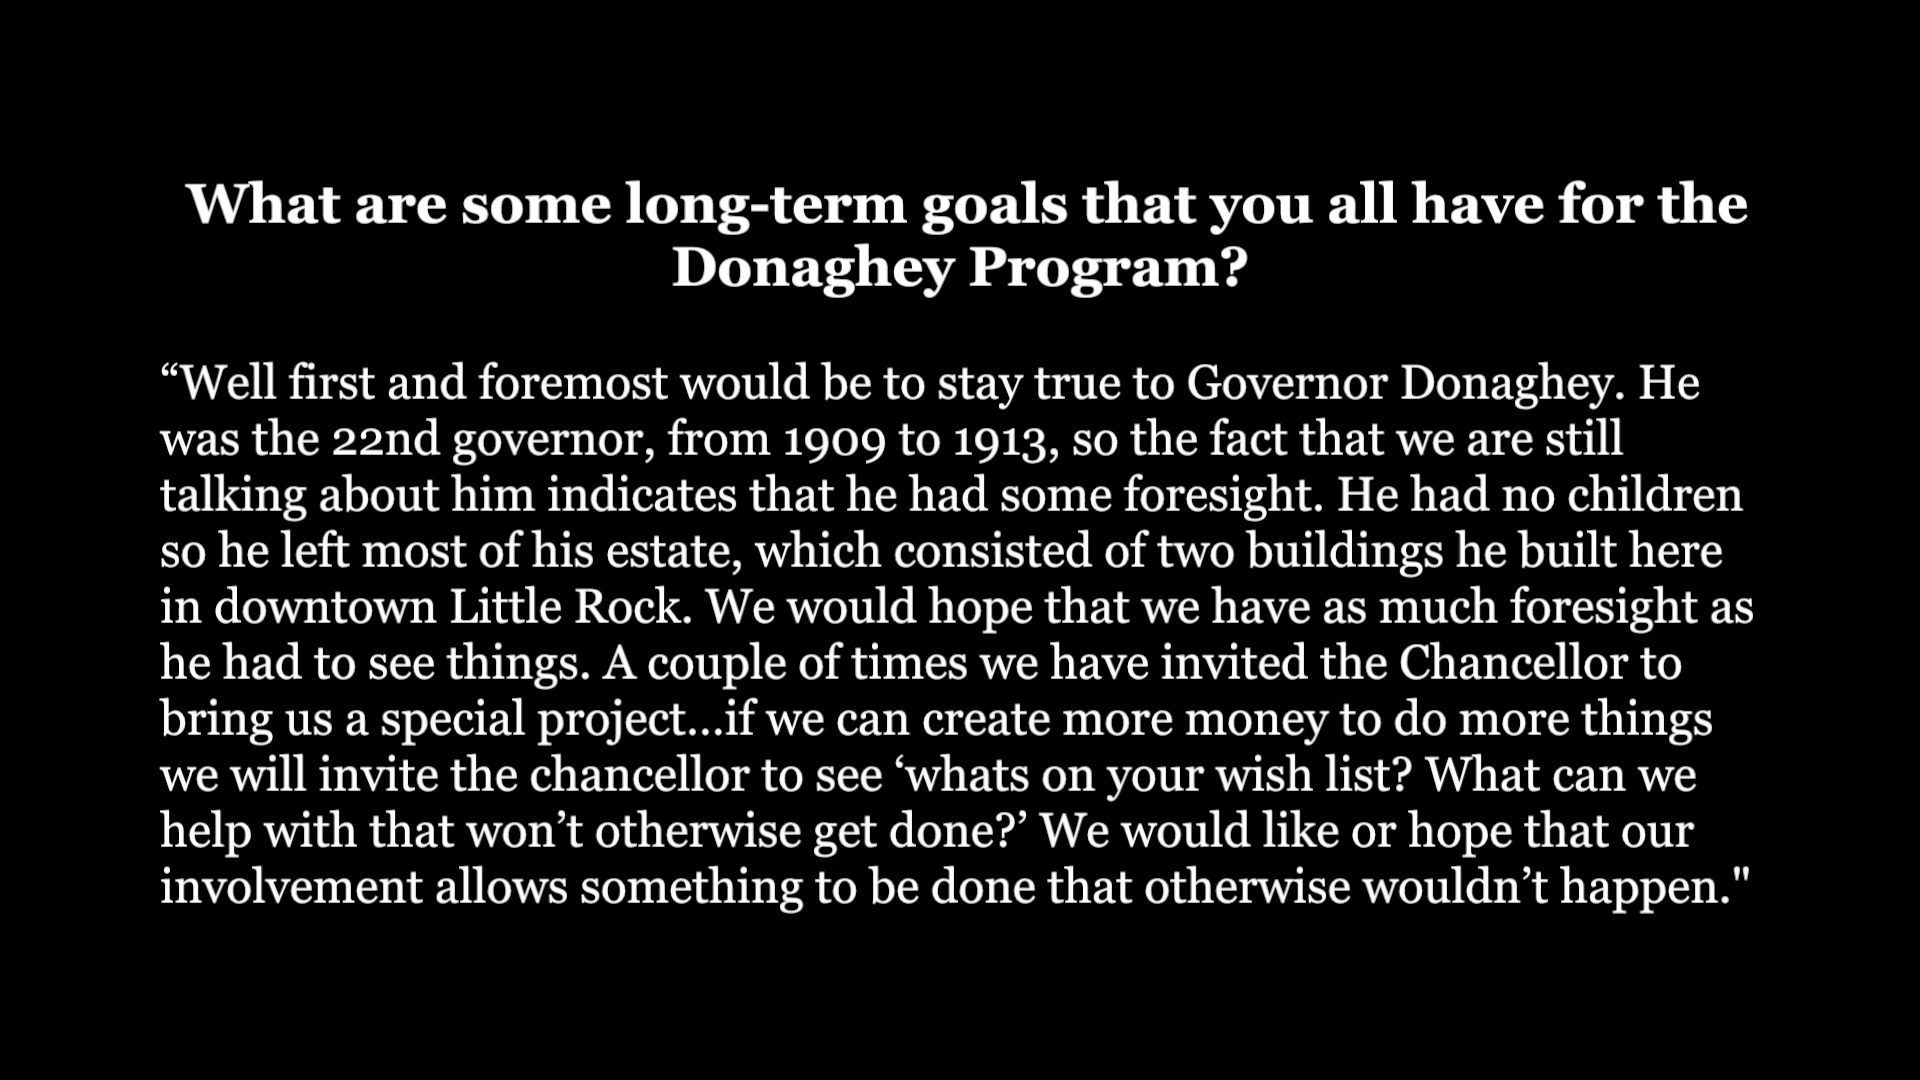 What are some long-term goals that you all have for the
Donaghey Program?
“Well first and foremost would be to stay true to Governor Donaghey. He
was the 22nd governor, from 1909 to 1913, so the fact that we are still
talking about him indicates that he had some foresight. He had no children
so he left most of his estate, which consisted of two buildings he built here
in downtown Little Rock. We would hope that we have as much foresight as
he had to see things. A couple of times we have invited the Chancellor to
bring us a special project...if we can create more money to do more things
we will invite the chancellor to see ‘whats on your wish list? What can we
help with that won’t otherwise get done?’ We would like or hope that our
involvement allows something to be done that otherwise wouldn’t happen."